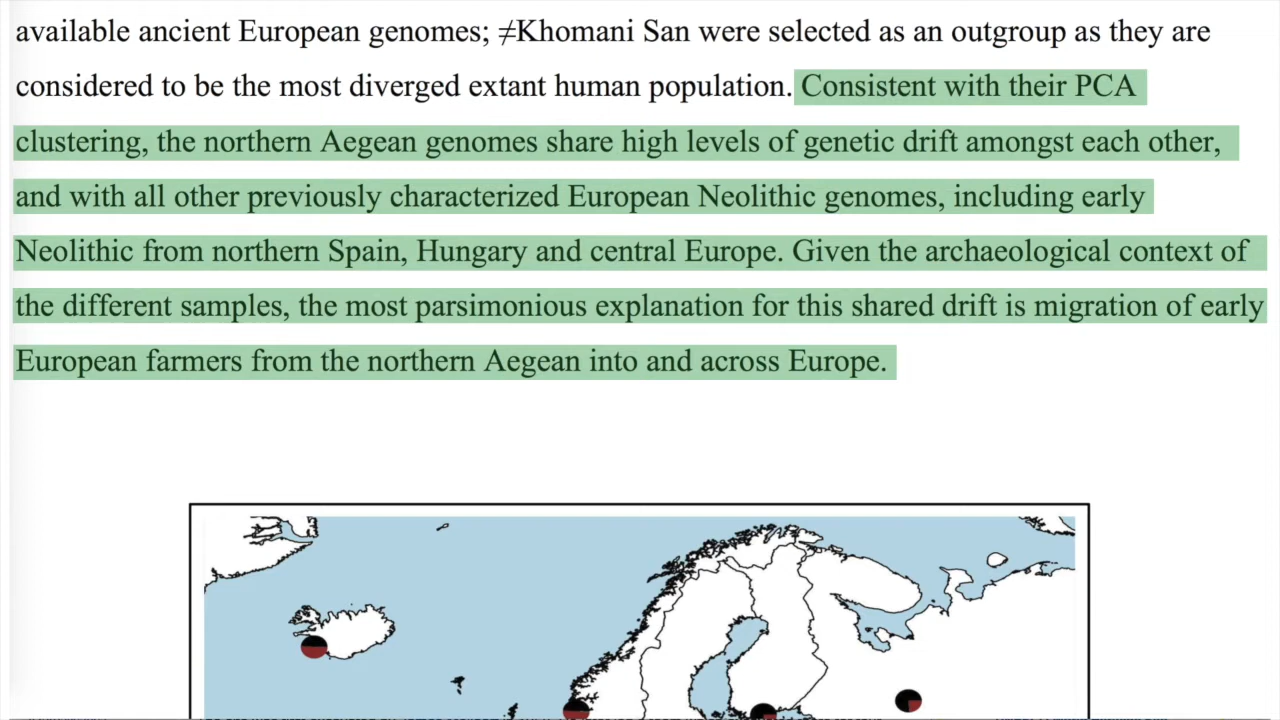 available ancient European genomes; ≠Khomani San were selected as an outgroup as they are
considered to be the most diverged extant human population. Consistent with their PCA
clustering, the northern Aegean genomes share high levels of genetic drift amongst each other,
and with all other previously characterized European Neolithic genomes, including early
Neolithic from northern Spain, Hungary and central Europe. Given the archaeological context of
the different samples, the most parsimonious explanation for this shared drift is migration of early
European farmers from the northern Aegean into and across Europe.